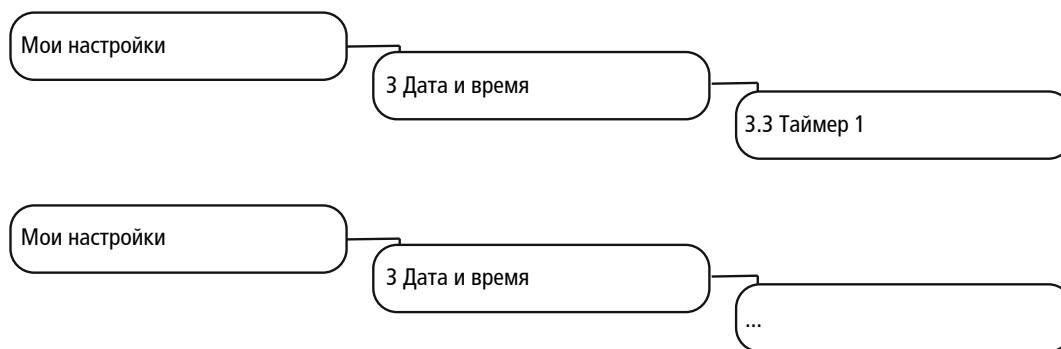 Мои настройки
3 Дата и время
3.3 Таймер 1
Мои настройки
3 Дата и время
...